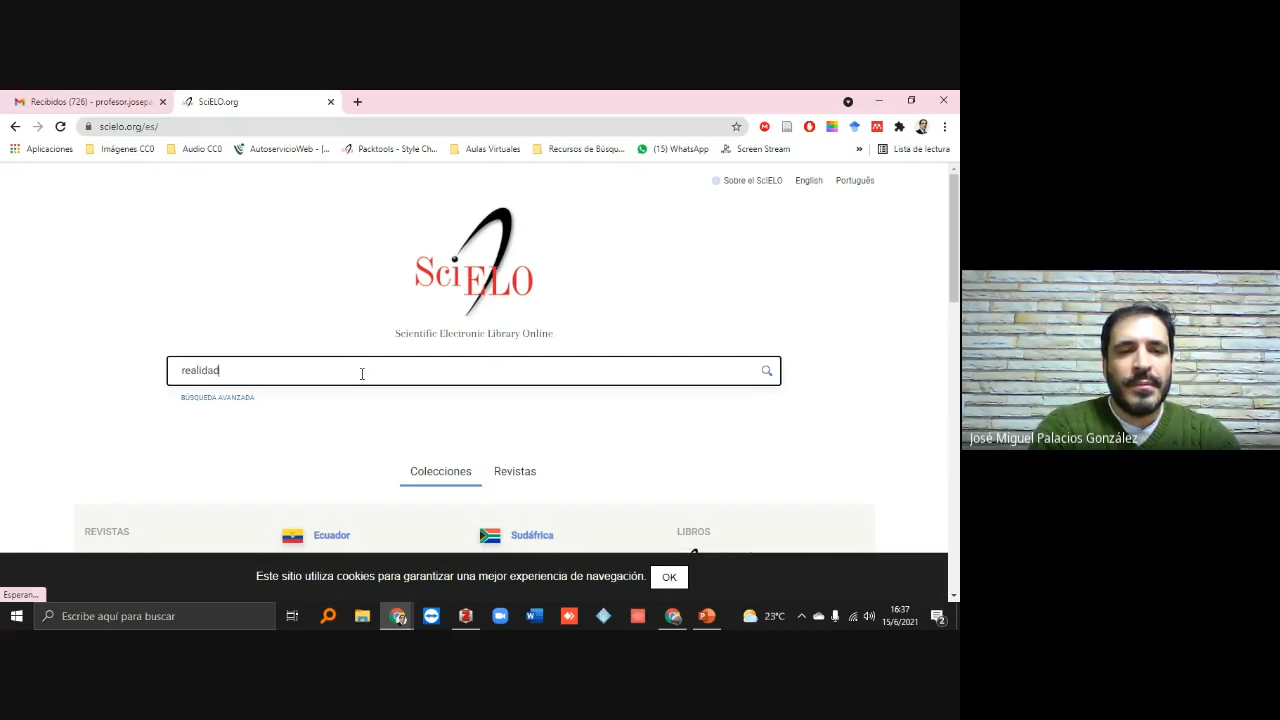 Recibidos (726) - profesor.josepa
SciELO.org
scielo.org/es/
Aplicaciones
Imágenes CC0
Audio CC0
AutoservicioWeb - (...
Packtools - Style Ch...
Aulas Virtuales
Recursos de Búsqu...
(15) WhatsApp
Screen Stream
»
Lista de lectura
Sobre el SciELO
English
Português
SciELO
Scientific Electronic Library Online
realidad
BÚSQUEDA AVANZADA
Colecciones
Revistas
REVISTAS
Ecuador
Sudáfrica
LIBROS
Este sitio utiliza cookies para garantizar una mejor experiencia de navegación.
OK
Esperan...
Escribe aquí para buscar
23°C
16:37
15/6/2021
2
José Miguel Palacios González